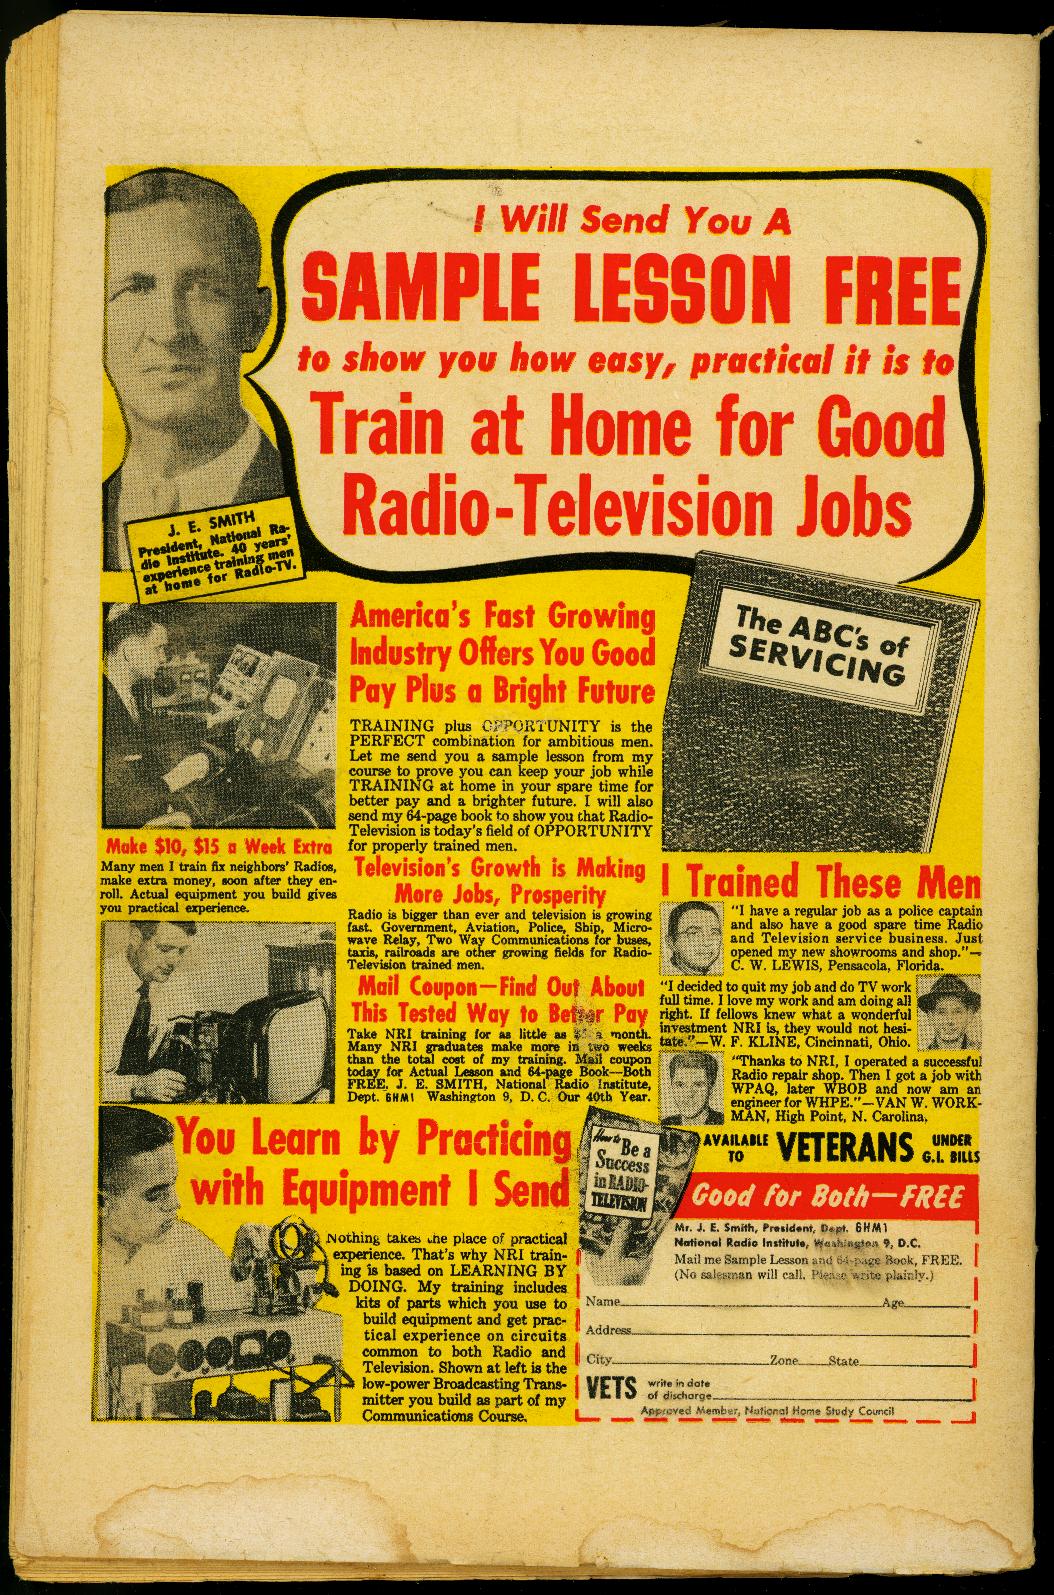 I Will Send You A
SAMPLE LESSON FREE
to show you how easy, practical it is to
Train at Home for Good
Radio-Television Jobs
J. E. SMITH
President, National Ra-
dio Institute. 40 years'
experience training men
at home for Radio-TV.
The ABC's of
SERVICING
America's Fast Growing
Industry Offers You Good
Pay Plus a Bright Future
TRAINING plus OPPORTUNITY is the
PERFECT combination for ambitious men.
Let me send you a sample lesson from my
course to prove you can keep your job while
TRAINING at home in your spare time for
better pay and a brighter future. I will also
send my 64-page book to show you that Radio-
Television is today's field of OPPORTUNITY
for properly trained men.
Make $10, $15 a Week Extra
Many men I train fix neighbors' Radios,
make extra money, soon after they en-
roll. Actual equipment you build gives
you practical experience.
Television's Growth is Making
More Jobs, Prosperity
Radio is bigger than ever and television is growing
fast. Government, Aviation, Police, Ship, Micro-
wave Relay, Two Way Communications for buses,
taxis, railroads are other growing fields for Radio-
Television trained men.
Mail Coupon—Find Out About
This Tested Way to Better Pay
Take NRI training for as little as month.
Many NRI graduates make more in two weeks
than the total cost of my training. Mail coupon
today for Actual Lesson and 64-page Book—Both
FREE. J. E. SMITH, National Radio Institute,
Dept. 6HM1 Washington 9, D. C. Our 40th Year.
I Trained These Men
"I have a regular job as a police captain
and also have a good spare time Radio
and Television service business. Just
opened my new showrooms and shop."—
C. W. LEWIS, Pensacola, Florida.
"I decided to quit my job and do TV work
full time. I love my work and am doing all
right. If fellows knew what a wonderful
investment NRI is, they would not hesi-
tate."—W. F. KLINE, Cincinnati, Ohio.
"Thanks to NRI, I operated a successful
Radio repair shop. Then I got a job with
WPAQ, later WBOB and now am an
engineer for WHPE."—VAN W. WORK-
MAN, High Point, N. Carolina.
You Learn by Practicing
with Equipment I Send
Nothing takes the place of practical
experience. That's why NRI train-
ing is based on LEARNING BY
DOING. My training includes
kits of parts which you use to
build equipment and get prac-
tical experience on circuits
common to both Radio and
Television. Shown at left is the
low-power Broadcasting Trans-
mitter you build as part of my
Communications Course.
How to
Be a
Success
in RADIO-
TELEVISION
AVAILABLE TO VETERANS UNDER G.I. BILLS
Good for Both—FREE
Mr. J. E. Smith, President, Dept. 6HM1
National Radio Institute, Washington 9, D.C.
Mail me Sample Lesson and 64-page Book, FREE.
(No salesman will call. Please write plainly.)
Name Age
Address
City Zone State
VETS write in date
of discharge
Approved Member, National Home Study Council